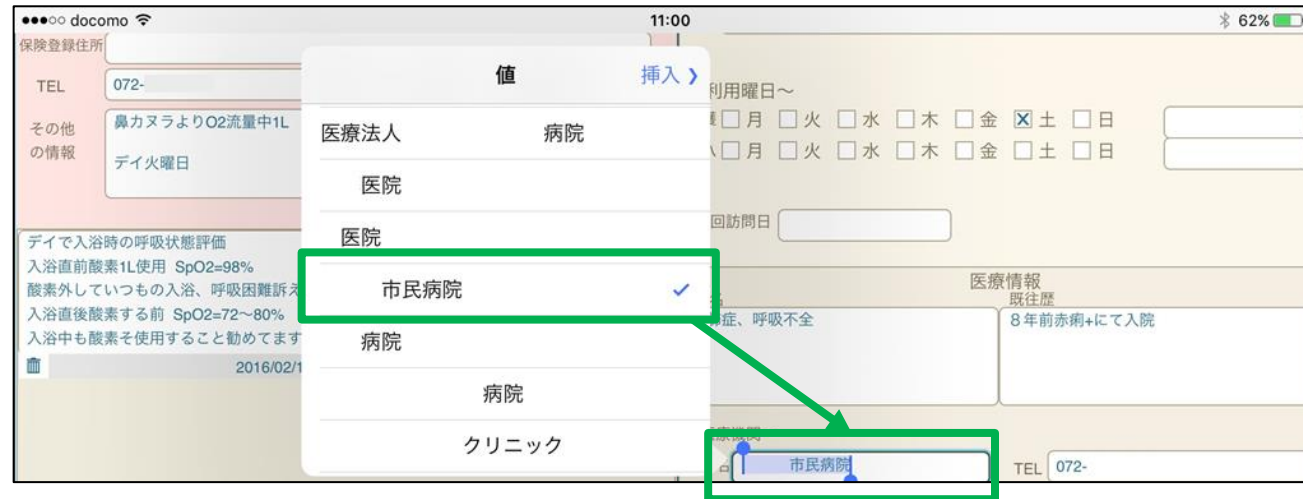 docomo 11:00 62%
保険登録住所
TEL 072-
その他の情報
鼻カヌラよりO2流量中1L
デイ火曜日
デイで入浴時の呼吸状態評価
入浴直前酸素1L使用 SpO2=98%
酸素外していつもの入浴、呼吸困難訴え
入浴直後酸素する前 SpO2=72〜80%
入浴中も酸素そ使用すること勧めてます
2016/02/1
値 挿入
医療法人 病院
医院
医院
市民病院
病院
病院
クリニック
利用曜日〜
月 火 水 木 金 土 日
月 火 水 木 金 土 日
回訪問日
医療情報
既往歴
症、呼吸不全
8年前赤痢+にて入院
療機関
市民病院
TEL 072-